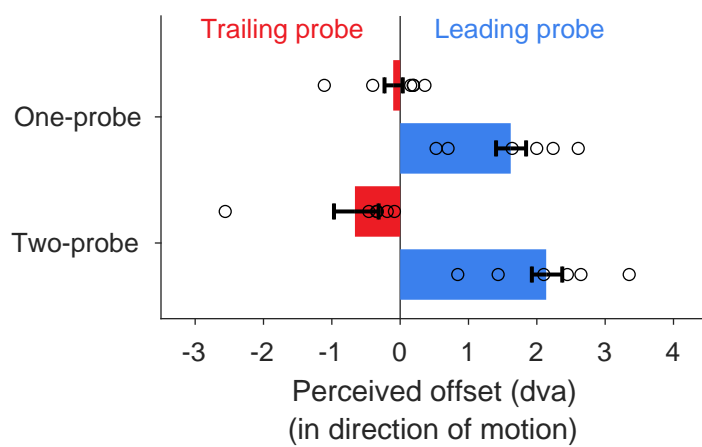 Trailing probe Leading probe
One-probe
Two-probe
-3 -2 -1 0 1 2 3 4
Perceived offset (dva)
(in direction of motion)